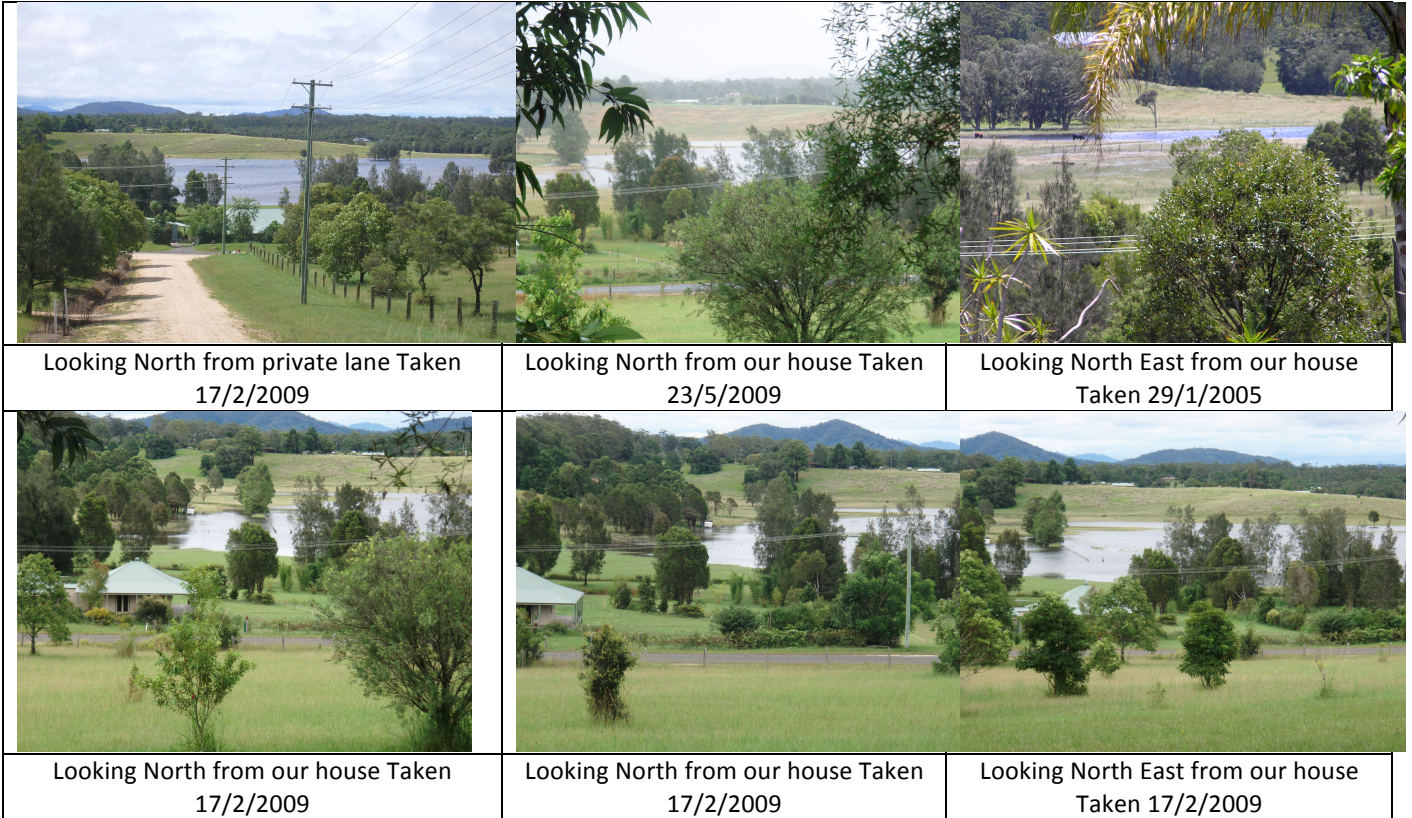 Looking North from private lane Taken
17/2/2009
Looking North from our house Taken
23/5/2009
Looking North East from our house
Taken 29/1/2005
Looking North from our house Taken
17/2/2009
Looking North from our house Taken
17/2/2009
Looking North East from our house
Taken 17/2/2009